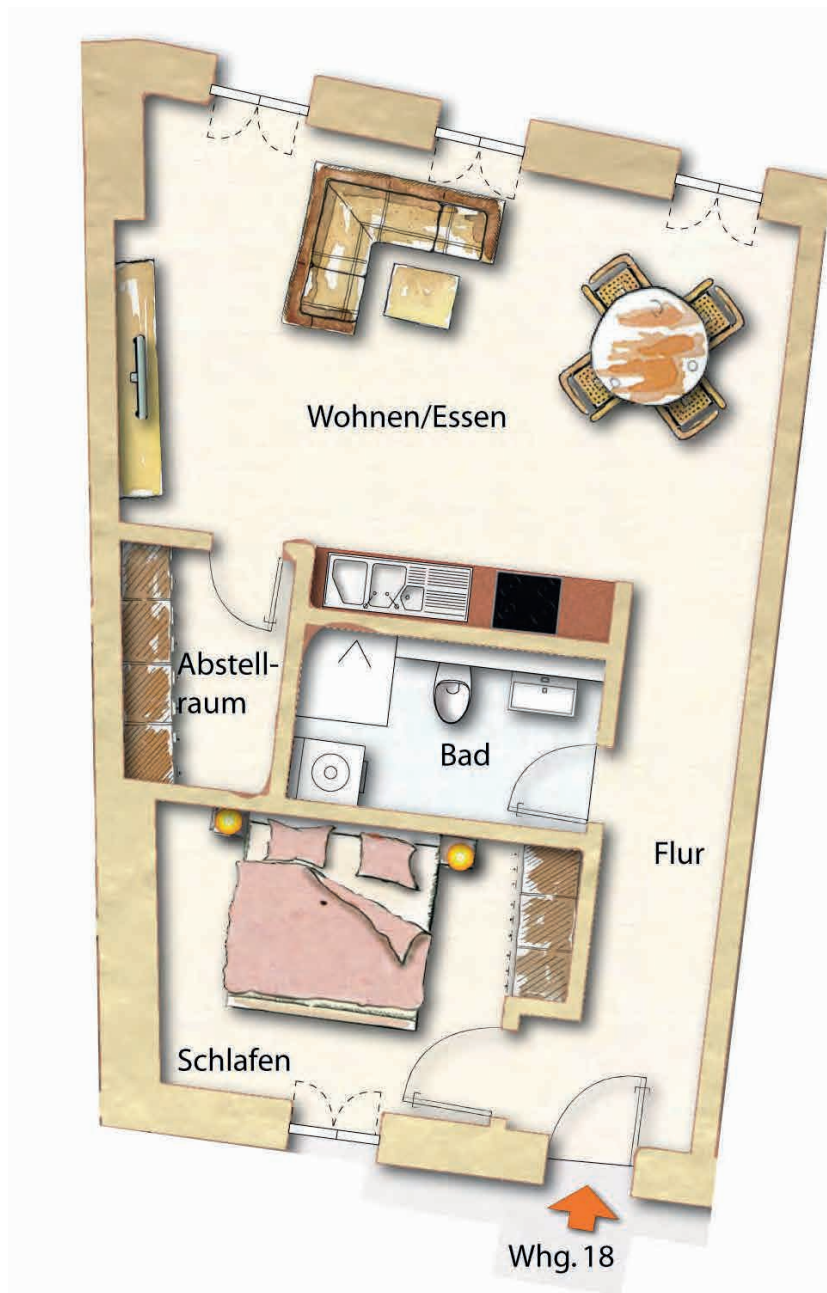 Wohnen/Essen
Abstell-
raum
Bad
Flur
Schlafen
Whg. 18